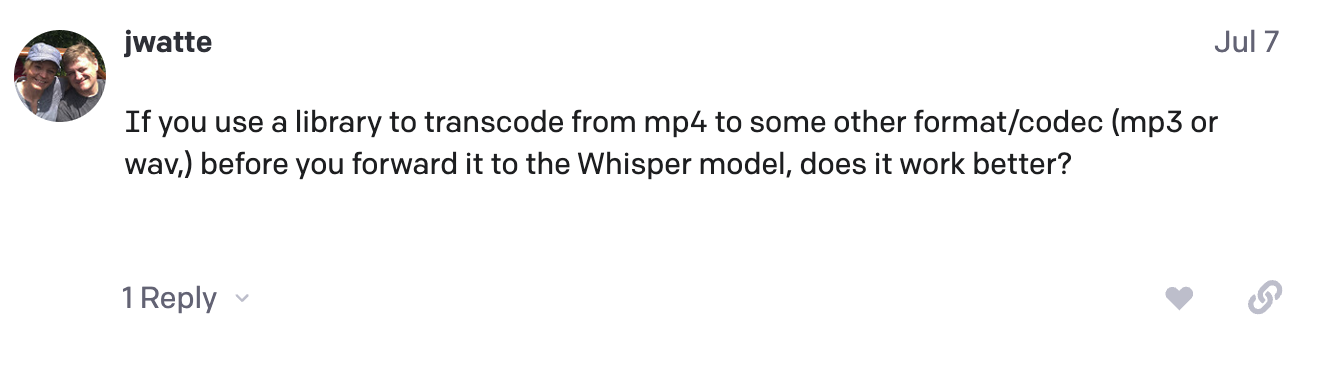 jwatte
Jul 7
If you use a library to transcode from mp4 to some other format/codec (mp3 or
wav,) before you forward it to the Whisper model, does it work better?
1 Reply